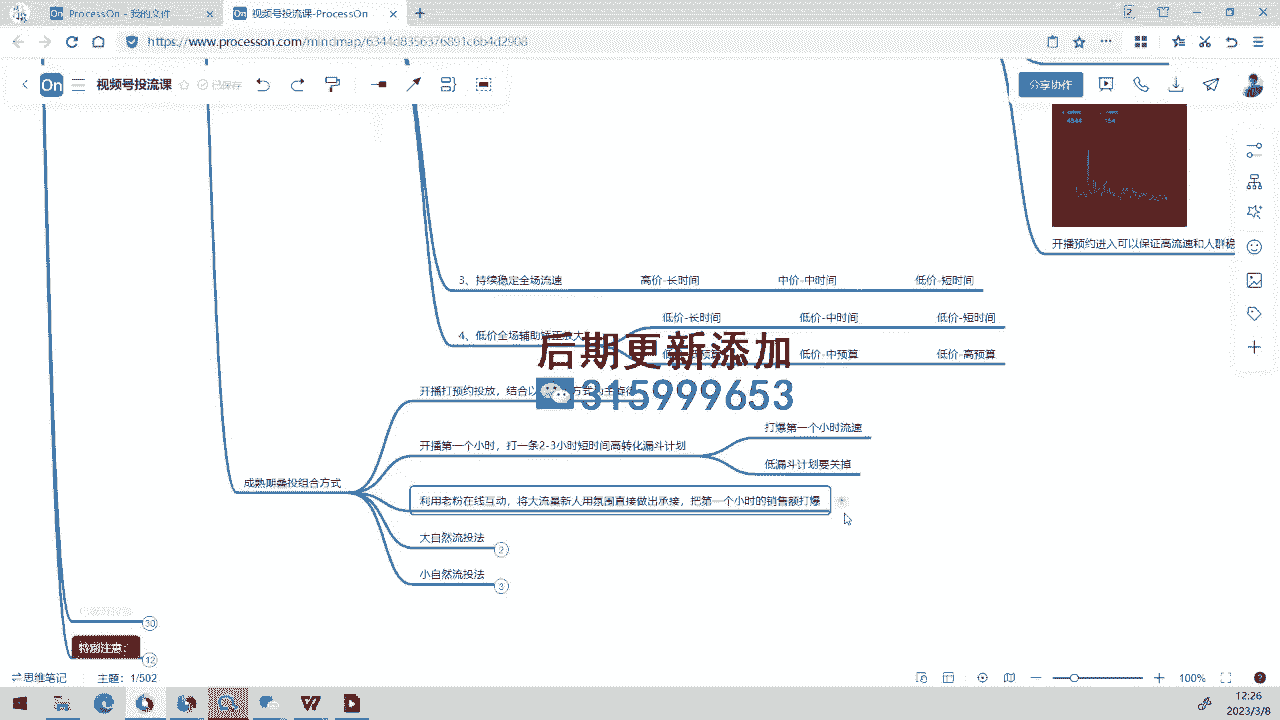 ProcessOn - 我的文件
视频号投流课-ProcessOn
视频号投流课
已保存
分享协作
开播预约进入可以保证高流速和人群稳
3、持续稳定全场流速
高价-长时间
中价-中时间
低价-短时间
低价-长时间
低价-中时间
低价-短时间
4、低价全场辅助
低价-中预算
低价-高预算
后期更新添加
315999653
开播打预约投放，结合以
开播第一个小时，打一条2-3小时短时间高转化漏斗计划
打爆第一个小时流速
低漏斗计划要关掉
成熟期叠投组合方式
利用老粉在线互动，将大流量新人用氛围直接做出承接，把第一个小时的销售额打爆
大自然流投法
2
小自然流投法
3
30
特别注意：
12
思维笔记
主题：1/502
100%
12:26
2023/3/8